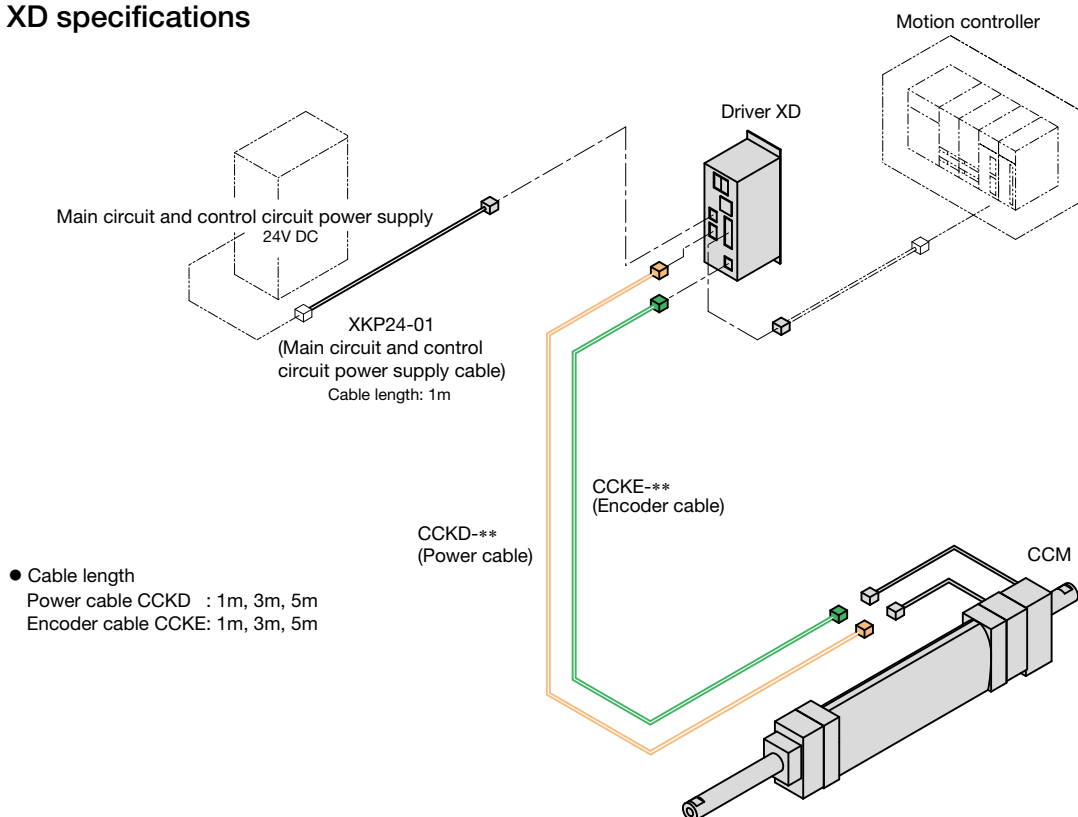 XD specifications
Motion controller
Driver XD
Main circuit and control circuit power supply
24V DC
XKP24-01
(Main circuit and control
circuit power supply cable)
Cable length: 1m
CCKE-**
(Encoder cable)
CCKD-**
(Power cable)
CCM
● Cable length
Power cable CCKD : 1m, 3m, 5m
Encoder cable CCKE: 1m, 3m, 5m